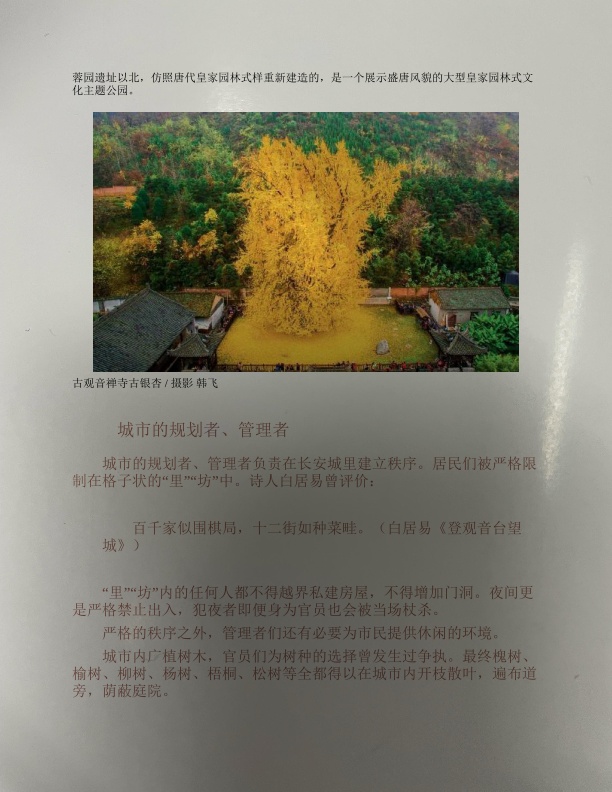 蓉园遗址以北，仿照唐代皇家园林式样重新建造的，是一个展示盛唐风貌的大型皇家园林式文
化主题公园。
古观音禅寺古银杏 / 摄影 韩飞
城市的规划者、管理者
城市的规划者、管理者负责在长安城里建立秩序。居民们被严格限
制在格子状的“里”“坊”中。诗人白居易曾评价：
百千家似围棋局，十二街如种菜畦。（白居易《登观音台望
城》）
“里”“坊”内的任何人都不得越界私建房屋，不得增加门洞。夜间更
是严格禁止出入，犯夜者即便身为官员也会被当场杖杀。
严格的秩序之外，管理者们还有必要为市民提供休闲的环境。
城市内广植树木，官员们为树种的选择曾发生过争执。最终槐树、
榆树、柳树、杨树、梧桐、松树等全都得以在城市内开枝散叶，遍布道
旁，荫蔽庭院。